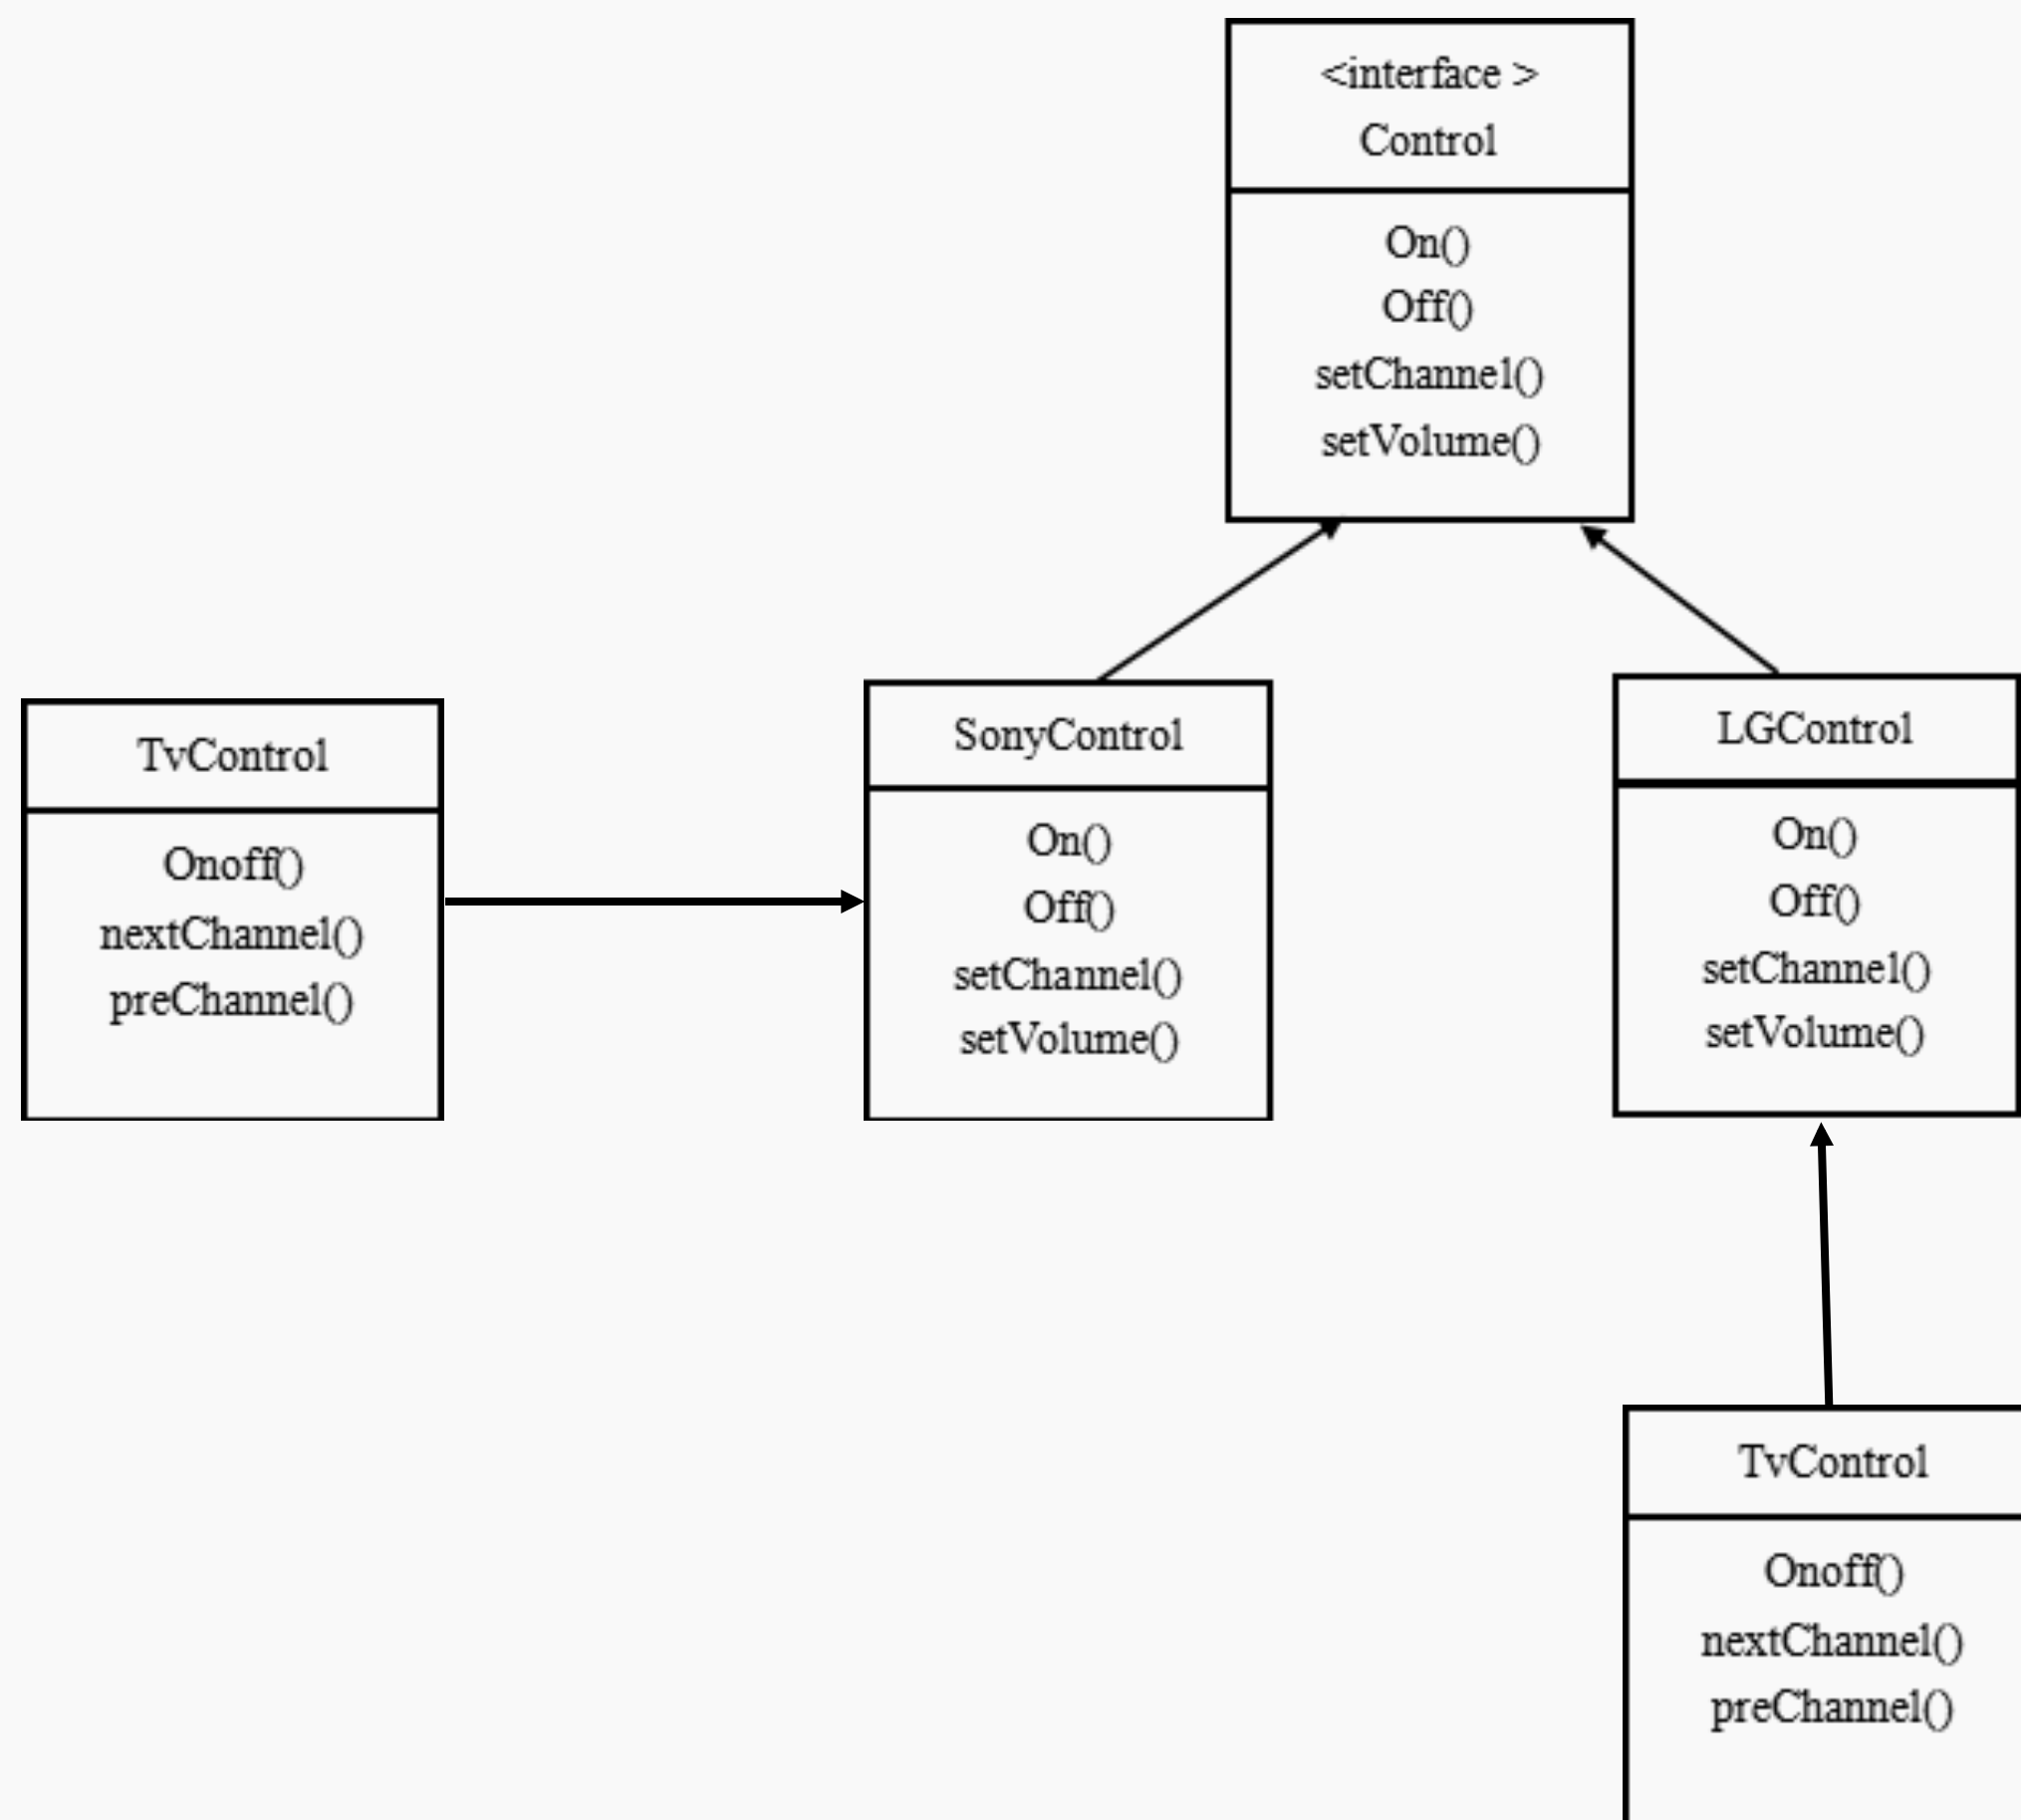 <interface >
Control
On()
Off()
setChannel()
setVolume()
TvControl
Onoff()
nextChannel()
preChannel()
SonyControl
On()
Off()
setChannel()
setVolume()
LGControl
On()
Off()
setChannel()
setVolume()
TvControl
Onoff()
nextChannel()
preChannel()